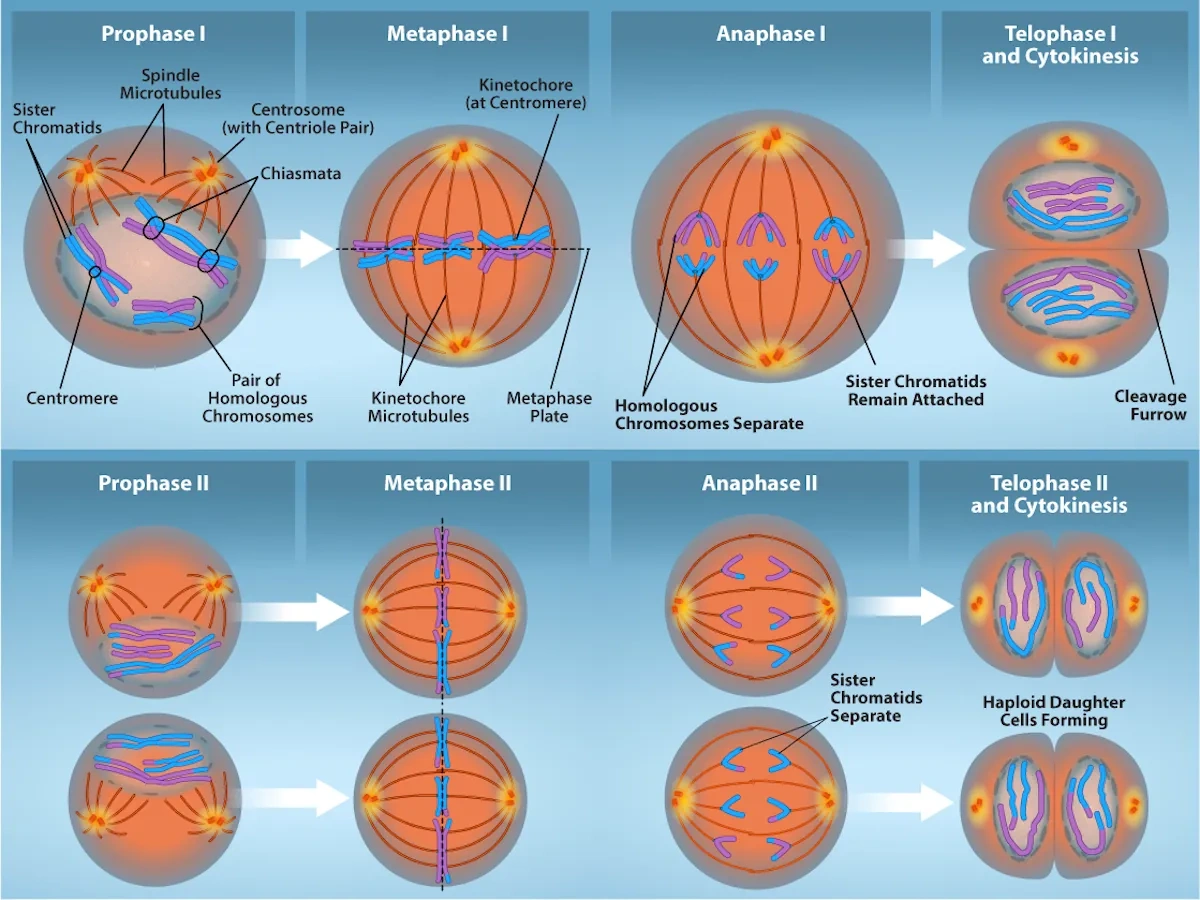 Prophase I
Metaphase I
Anaphase I
Telophase I
and Cytokinesis
Spindle
Microtubules
Sister
Chromatids
Centrosome
(with Centriole Pair)
Chiasmata
Kinetochore
(at Centromere)
Centromere
Pair of
Homologous
Chromosomes
Kinetochore
Microtubules
Metaphase
Plate
Homologous
Chromosomes Separate
Sister Chromatids
Remain Attached
Cleavage
Furrow
Prophase II
Metaphase II
Anaphase II
Telophase II
and Cytokinesis
Sister
Chromatids
Separate
Haploid Daughter
Cells Forming